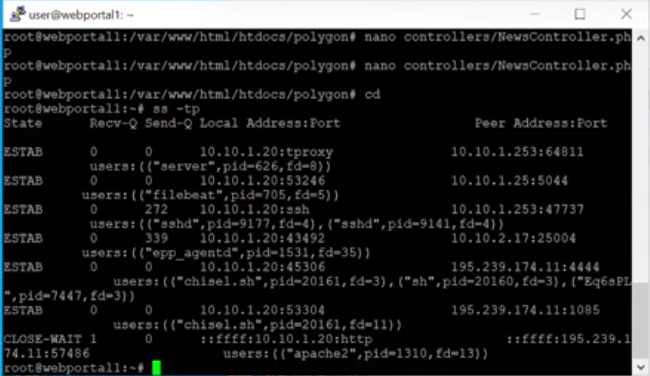 user@webportal1: ~
root@webportal1:/var/www/html/htdocs/polygon# nano controllers/NewsController.ph
p
root@webportal1:/var/www/html/htdocs/polygon# nano controllers/NewsController.ph
p
root@webportal1:/var/www/html/htdocs/polygon# cd
root@webportal1:~# ss -tp
State Recv-Q Send-Q Local Address:Port Peer Address:Port
ESTAB 0 0 10.10.1.20:tproxy 10.10.1.253:64811
users:(("server",pid=626,fd=8))
ESTAB 0 0 10.10.1.20:53246 10.10.1.25:5044
users:(("filebeat",pid=705,fd=5))
ESTAB 0 272 10.10.1.20:ssh 10.10.1.253:47737
users:(("sshd",pid=9177,fd=4),("sshd",pid=9141,fd=4))
ESTAB 0 339 10.10.1.20:43492 10.10.2.17:25004
users:(("epp_agentd",pid=1531,fd=35))
ESTAB 0 0 10.10.1.20:45306 195.239.174.11:4444
users:(("chisel.sh",pid=20161,fd=3),("sh",pid=20160,fd=3),("Eq6sPL
",pid=7447,fd=3))
ESTAB 0 0 10.10.1.20:53304 195.239.174.11:1085
users:(("chisel.sh",pid=20161,fd=11))
CLOSE-WAIT 1 0 ::ffff:10.10.1.20:http ::ffff:195.239.1
74.11:57486 users:(("apache2",pid=1310,fd=13))
root@webportal1:~#